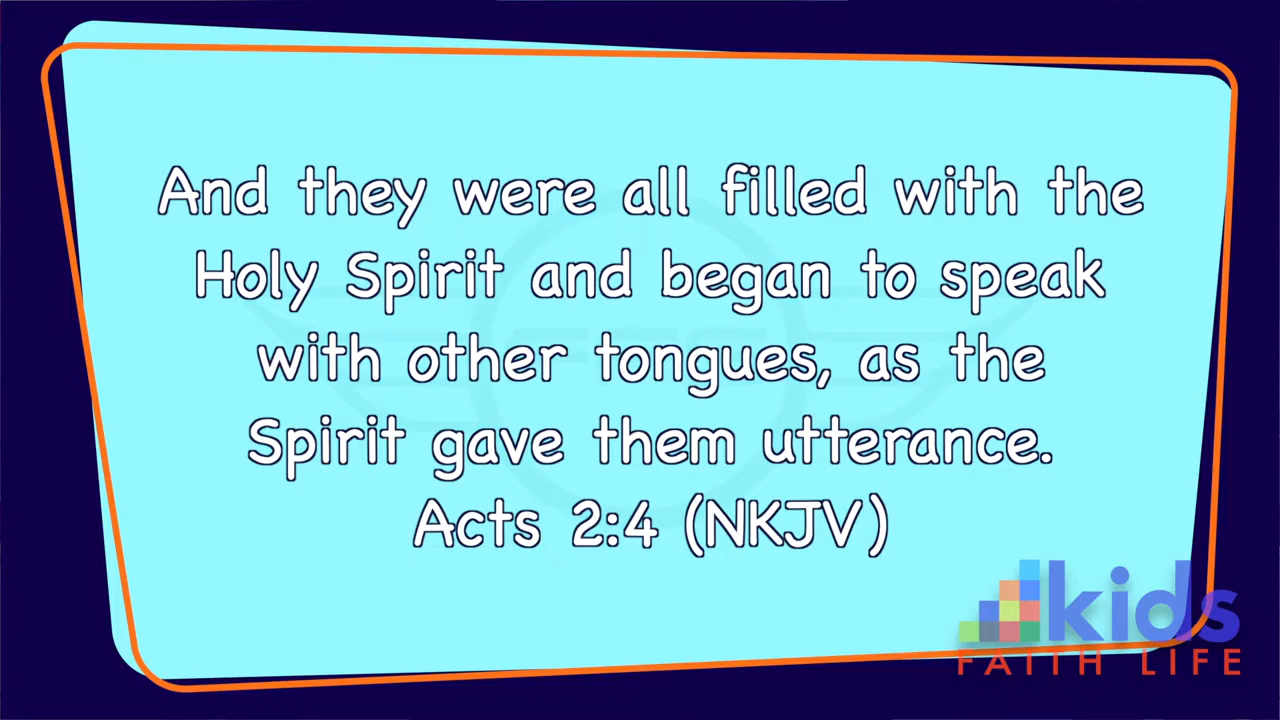 And they were all filled with the
Holy Spirit and began to speak
with other tongues, as the
Spirit gave them utterance.
Acts 2:4 (NKJV)
kids
FAITH LIFE